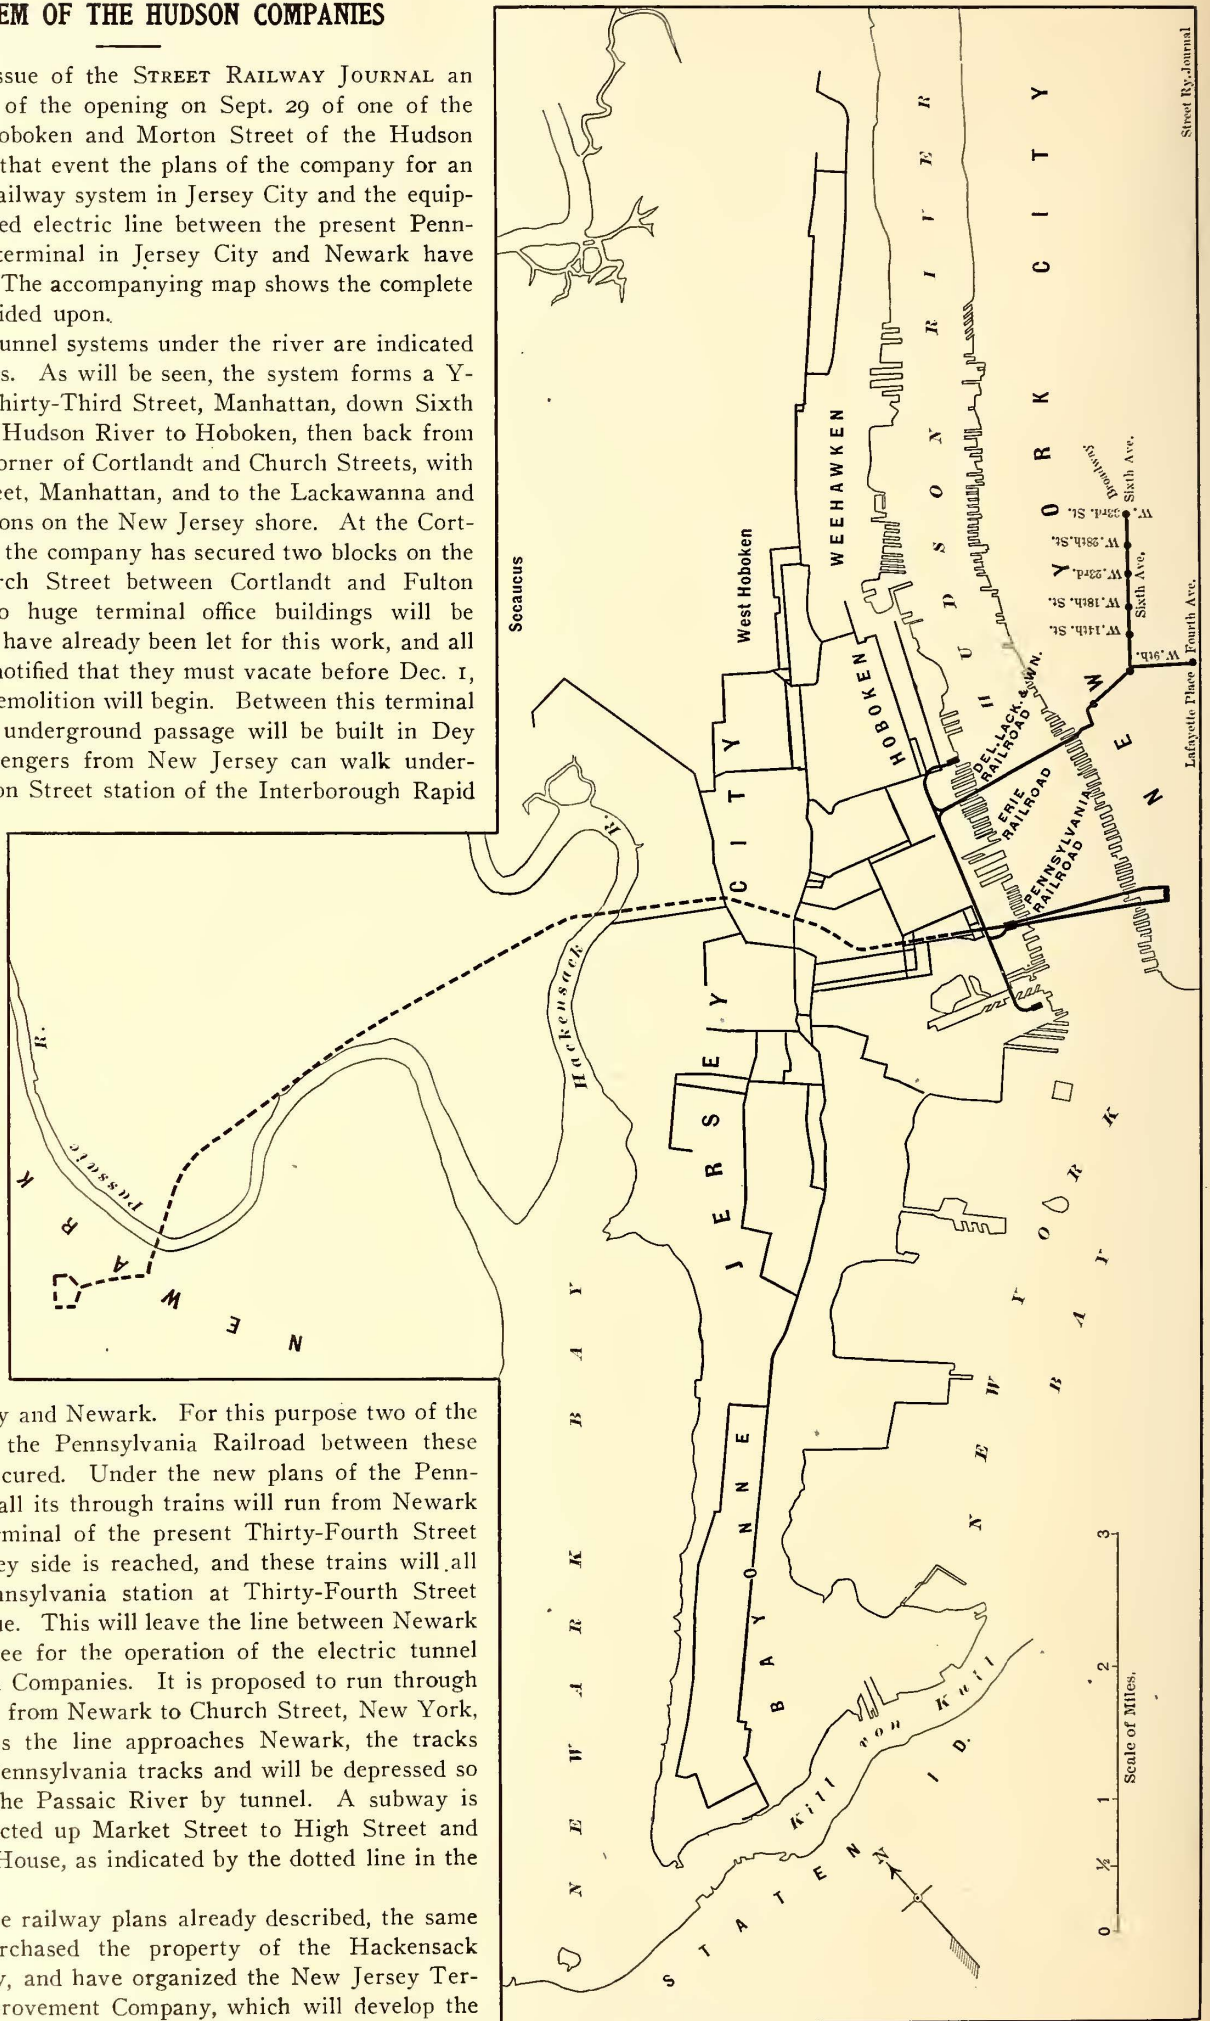 EM OF THE HUDSON COMPANIES
ssue of the STREET RAILWAY JOURNAL an
of the opening on Sept. 29 of one of the
oboken and Morton Street of the Hudson
that event the plans of the company for an
ailway system in Jersey City and the equip-
ed electric line between the present Penn-
terminal in Jersey City and Newark have
The accompanying map shows the complete
ided upon.
unnel systems under the river are indicated
s. As will be seen, the system forms a Y-
hirty-Third Street, Manhattan, down Sixth
Hudson River to Hoboken, then back from
orner of Cortlandt and Church Streets, with
eet, Manhattan, and to the Lackawanna and
ons on the New Jersey shore. At the Cort-
the company has secured two blocks on the
rch Street between Cortlandt and Fulton
o huge terminal office buildings will be
have already been let for this work, and all
notified that they must vacate before Dec. 1,
emolition will begin. Between this terminal
underground passage will be built in Dey
engers from New Jersey can walk under-
on Street station of the Interborough Rapid
y and Newark. For this purpose two of the
the Pennsylvania Railroad between these
cured. Under the new plans of the Penn-
all its through trains will run from Newark
rminal of the present Thirty-Fourth Street
ey side is reached, and these trains will all
nnsylvania station at Thirty-Fourth Street
ue. This will leave the line between Newark
ee for the operation of the electric tunnel
Companies. It is proposed to run through
from Newark to Church Street, New York,
s the line approaches Newark, the tracks
ennsylvania tracks and will be depressed so
he Passaic River by tunnel. A subway is
cted up Market Street to High Street and
House, as indicated by the dotted line in the
e railway plans already described, the same
rchased the property of the Hackensack
y, and have organized the New Jersey Ter-
rovement Company, which will develop the
Secaucus
West Hoboken
WEEHAWKEN
HOBOKEN
HUDSON RIVER
NEW YORK CITY
Street Ry. Journal
Broadway
Sixth Ave.
W. 33rd. St.
W. 28th. St.
W. 23rd.
W. 18th. St.
W. 14th. St.
W. 9th.
Sixth Ave.
Lafayette Place
Fourth Ave.
DEL. LACK. & WN.
RAILROAD
ERIE
RAILROAD
PENNSYLVANIA
RAILROAD
JERSEY CITY
Hackensack R.
Passaic R.
NEWARK
NEWARK BAY
BAYONNE
NEW YORK
BAY
Kill von Kull
STATEN ID.
N
0 ½ 1 2 3
Scale of Miles.